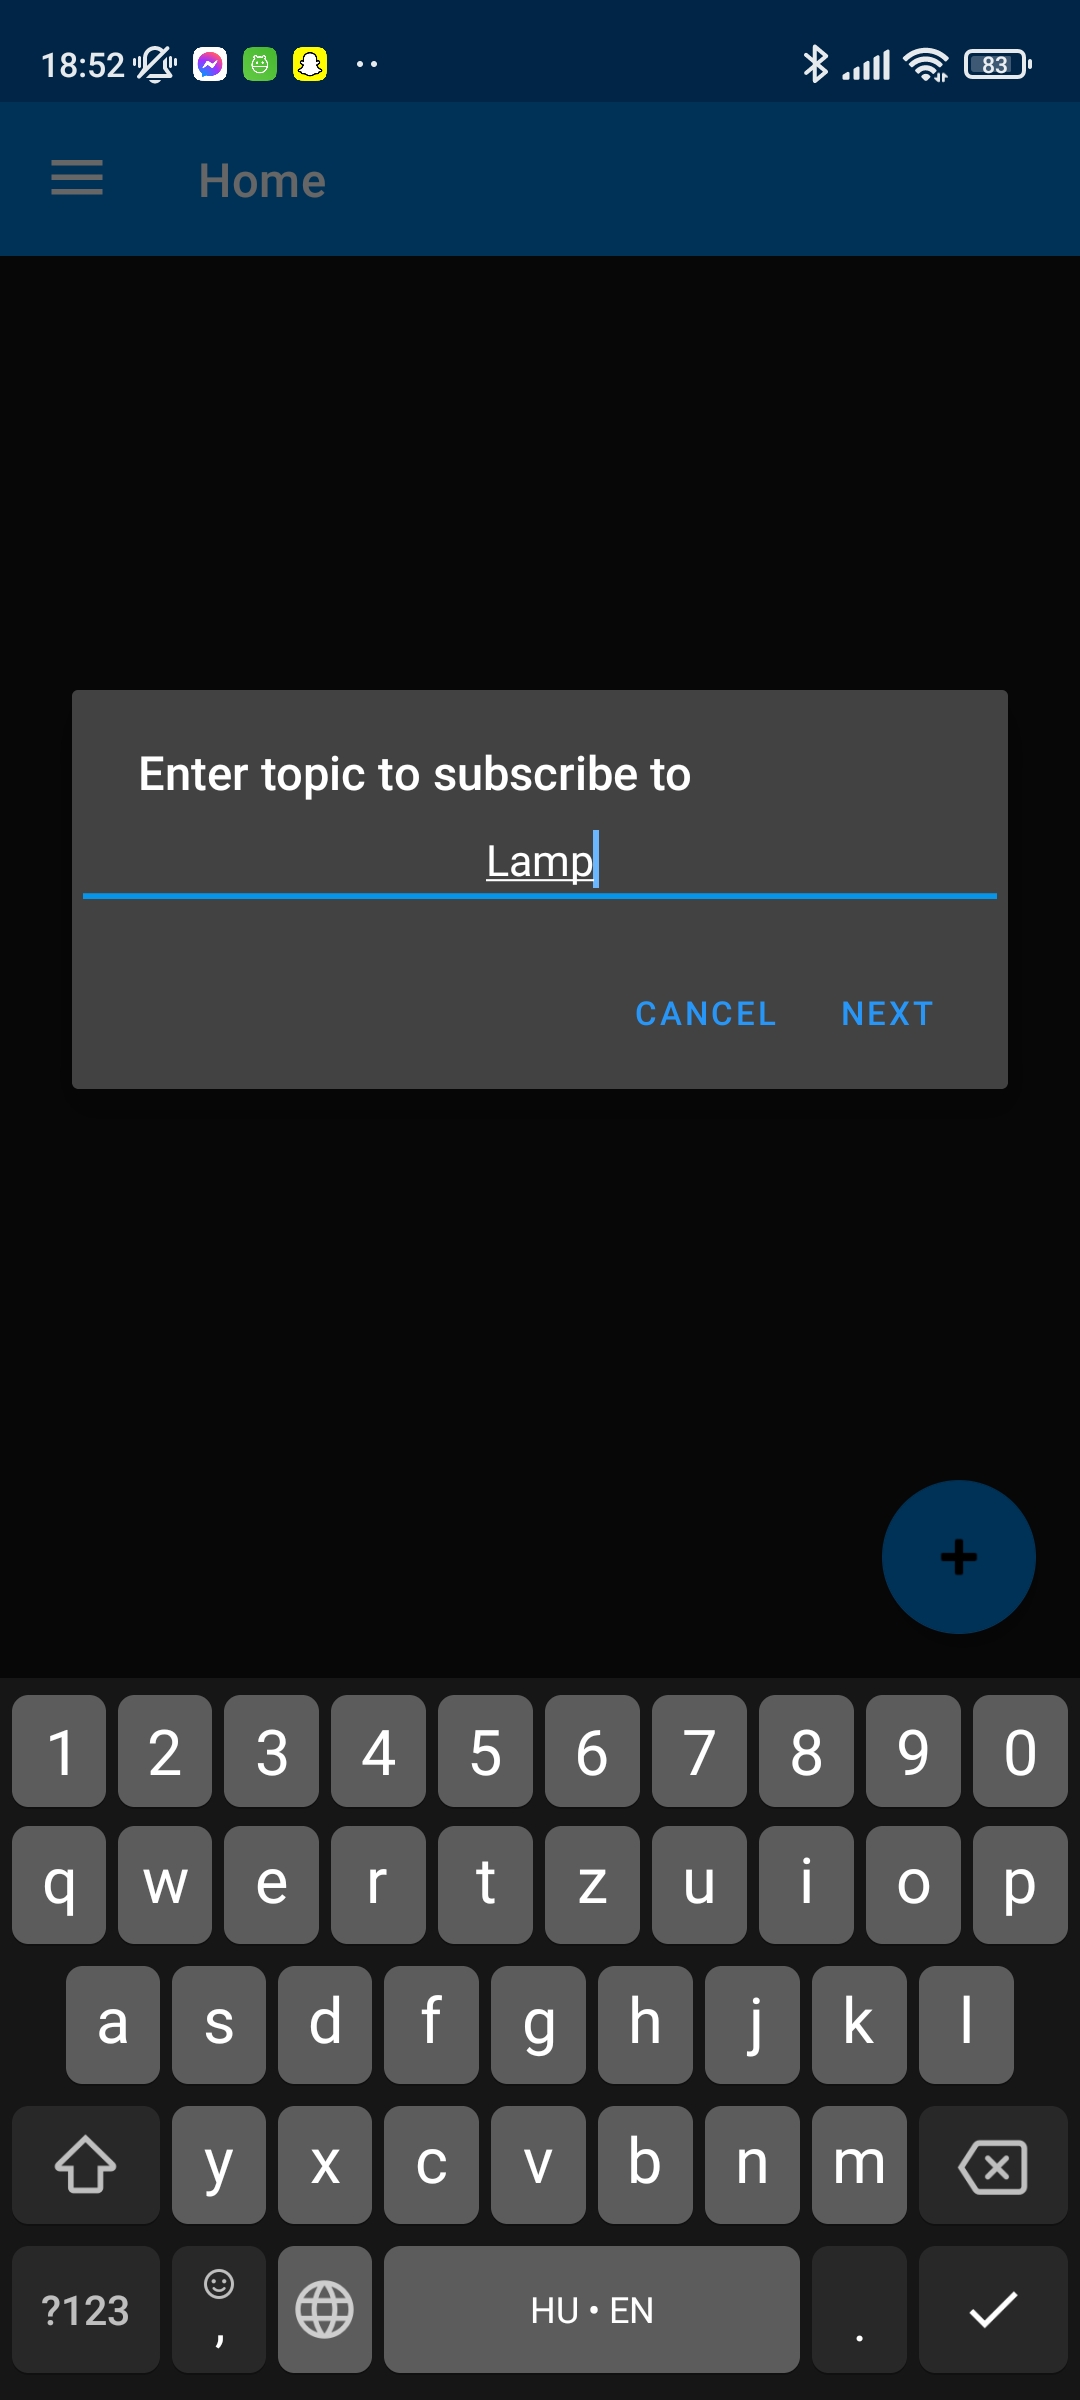 18:52
83
Home
Enter topic to subscribe to
Lamp
CANCEL NEXT
1 2 3 4 5 6 7 8 9 0
q w e r t z u i o p
a s d f g h j k l
y x c v b n m
?123 , HU • EN .